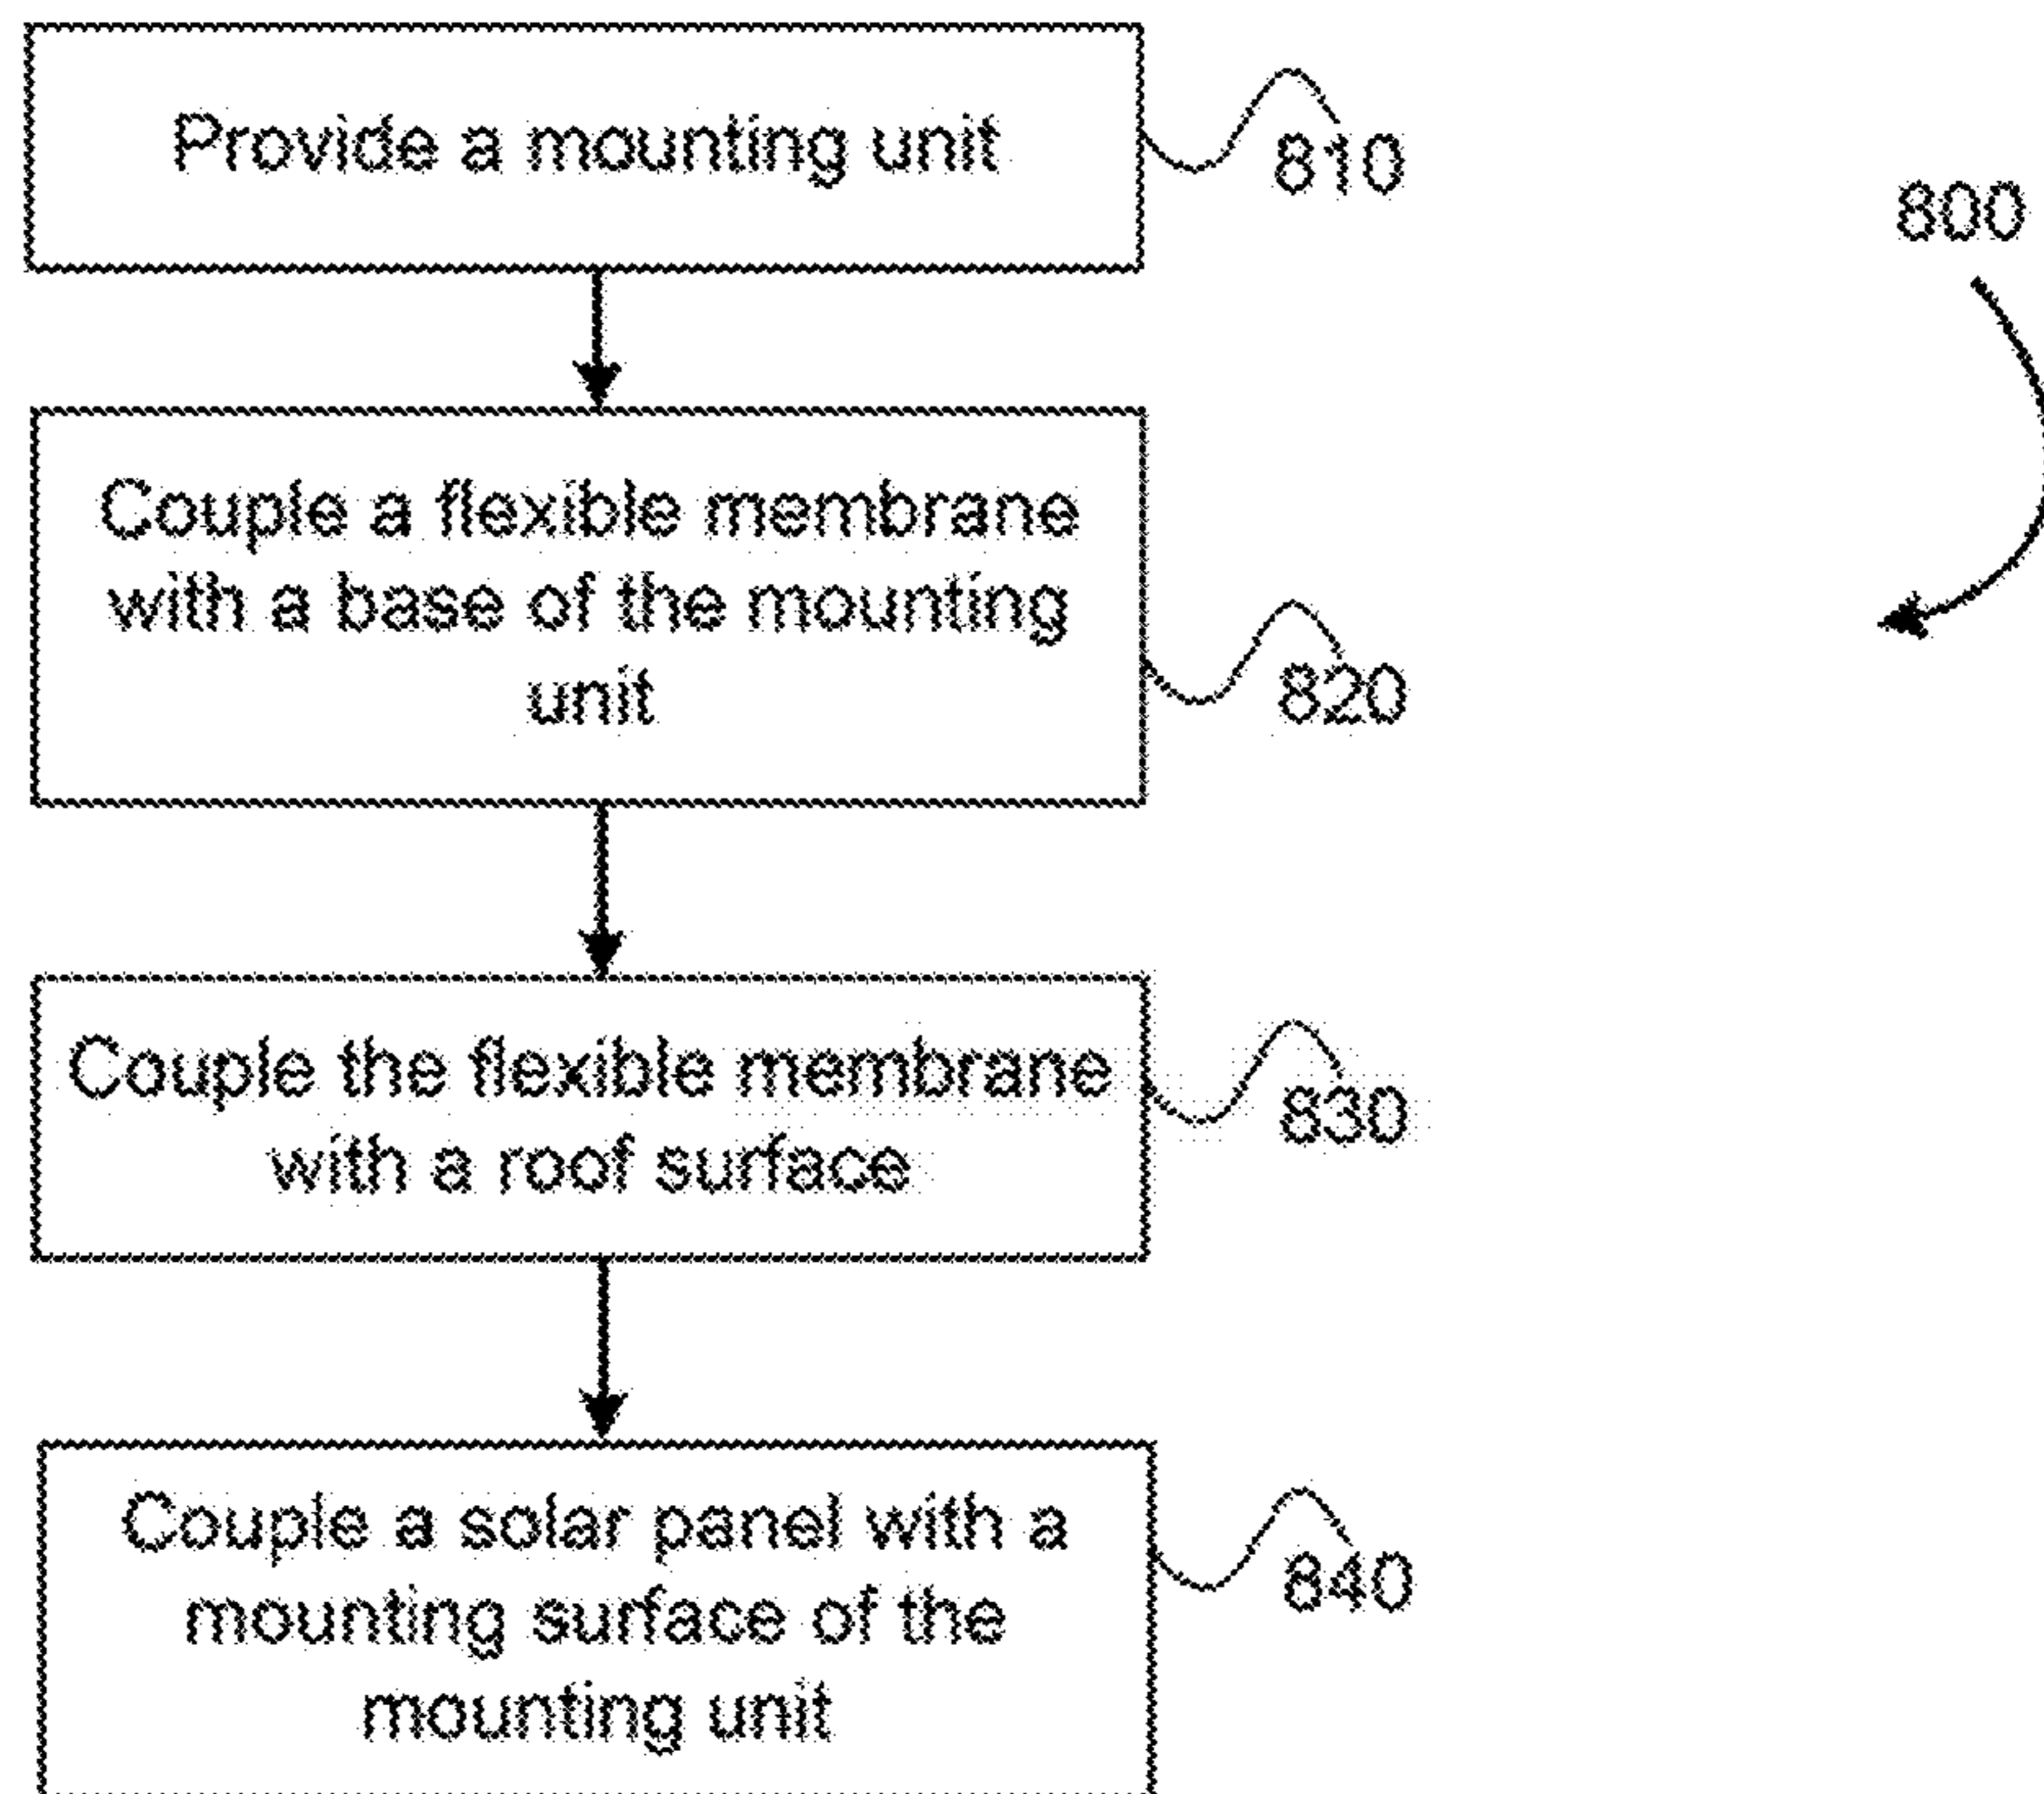 Provide a mounting unit
810
800
Couple a flexible membrane
with a base of the mounting
unit
820
Couple the flexible membrane
with a roof surface
830
Couple a solar panel with a
mounting surface of the
mounting unit
840